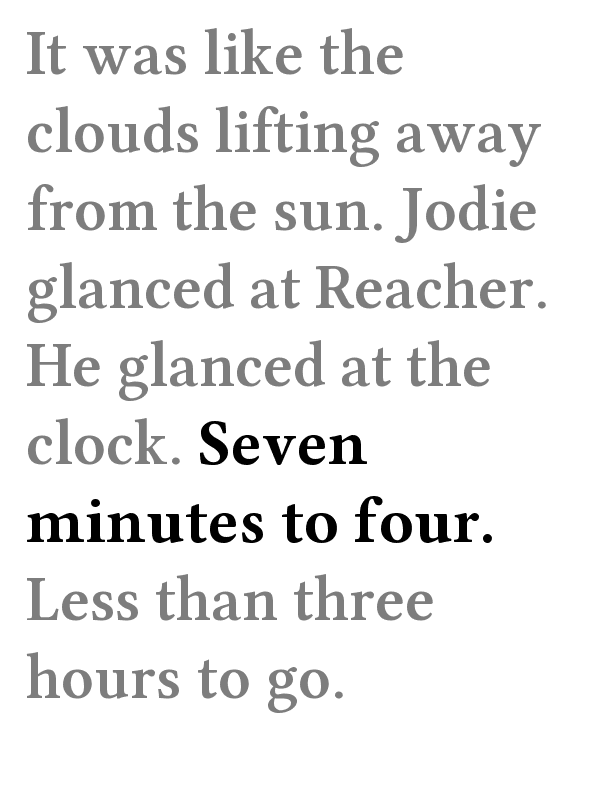 It was like the
clouds lifting away
from the sun. Jodie
glanced at Reacher.
He glanced at the
clock. Seven
minutes to four.
Less than three
hours to go.